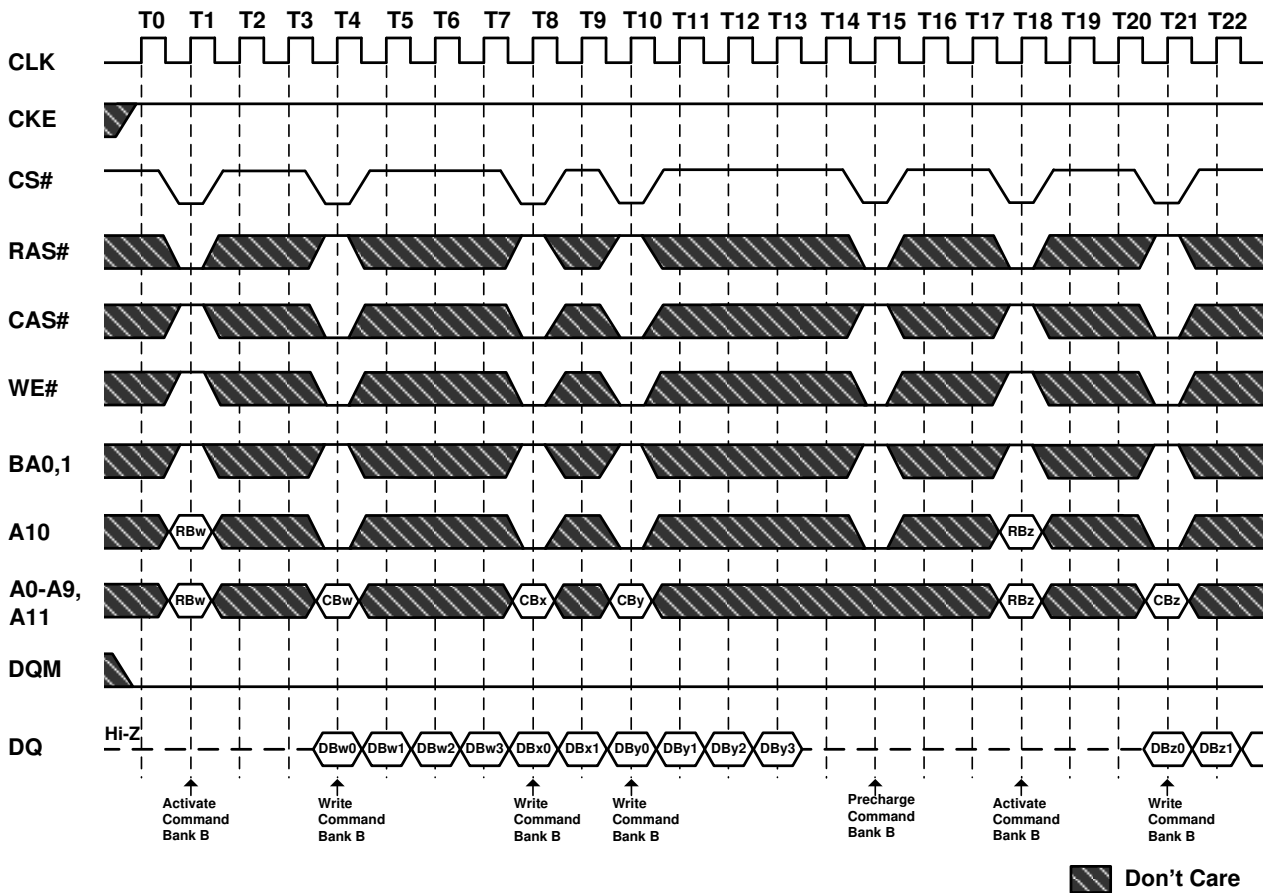 T0 T1 T2 T3 T4 T5 T6 T7 T8 T9 T10 T11 T12 T13 T14 T15 T16 T17 T18 T19 T20 T21 T22
CLK
CKE
CS#
RAS#
CAS#
WE#
BA0,1
A10 RBw RBz
A0-A9,
A11
RBw CBw CBx CBy RBz CBz
DQM
DQ Hi-Z DBw0 DBw1 DBw2 DBw3 DBx0 DBx1 DBy0 DBy1 DBy2 DBy3 DBz0 DBz1
Activate
Command
Bank B
Write
Command
Bank B
Write
Command
Bank B
Write
Command
Bank B
Precharge
Command
Bank B
Activate
Command
Bank B
Write
Command
Bank B
Don't Care